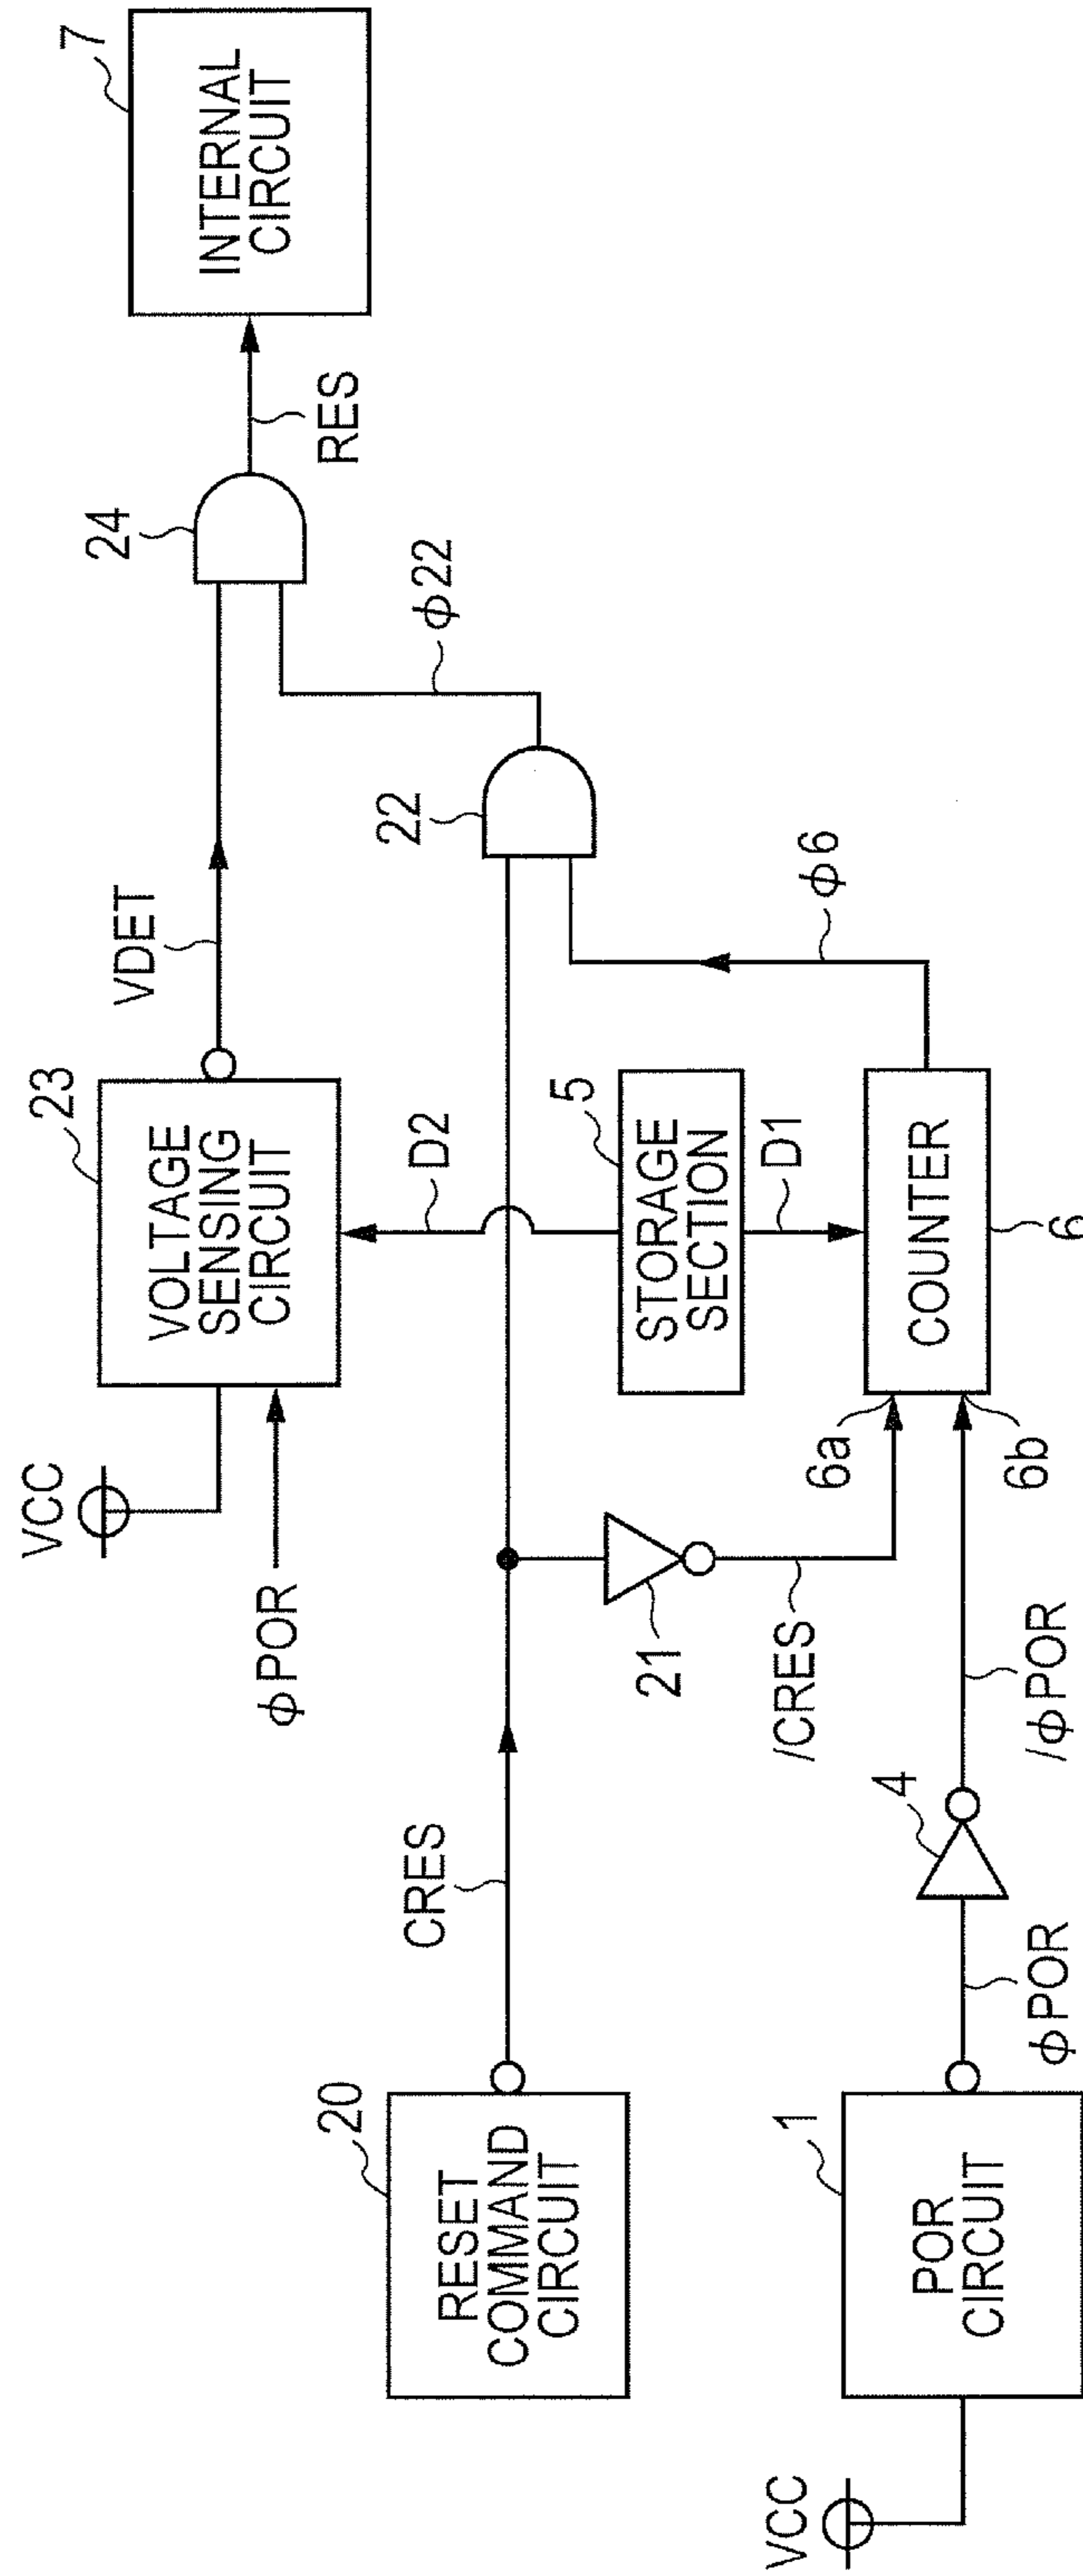 VCC
φPOR
VOLTAGE
SENSING
CIRCUIT
23
VDET
24
RES
INTERNAL
CIRCUIT
7
D2
φ22
RESET
COMMAND
CIRCUIT
20
CRES
22
21
/CRES
STORAGE
SECTION
5
D1
φ6
6a
6b
COUNTER
6
VCC
POR
CIRCUIT
1
φPOR
4
/φPOR